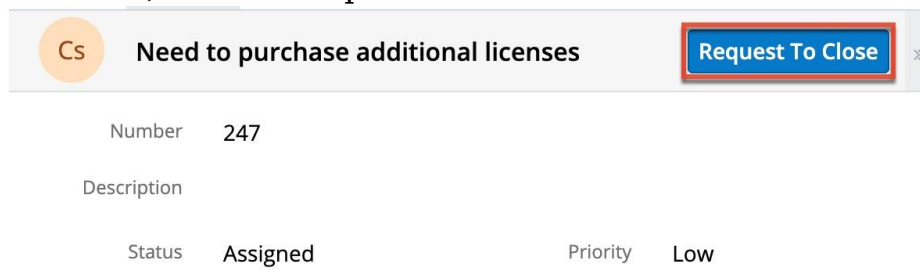 Cs Need to purchase additional licenses Request To Close »
Number 247
Description
Status Assigned Priority Low